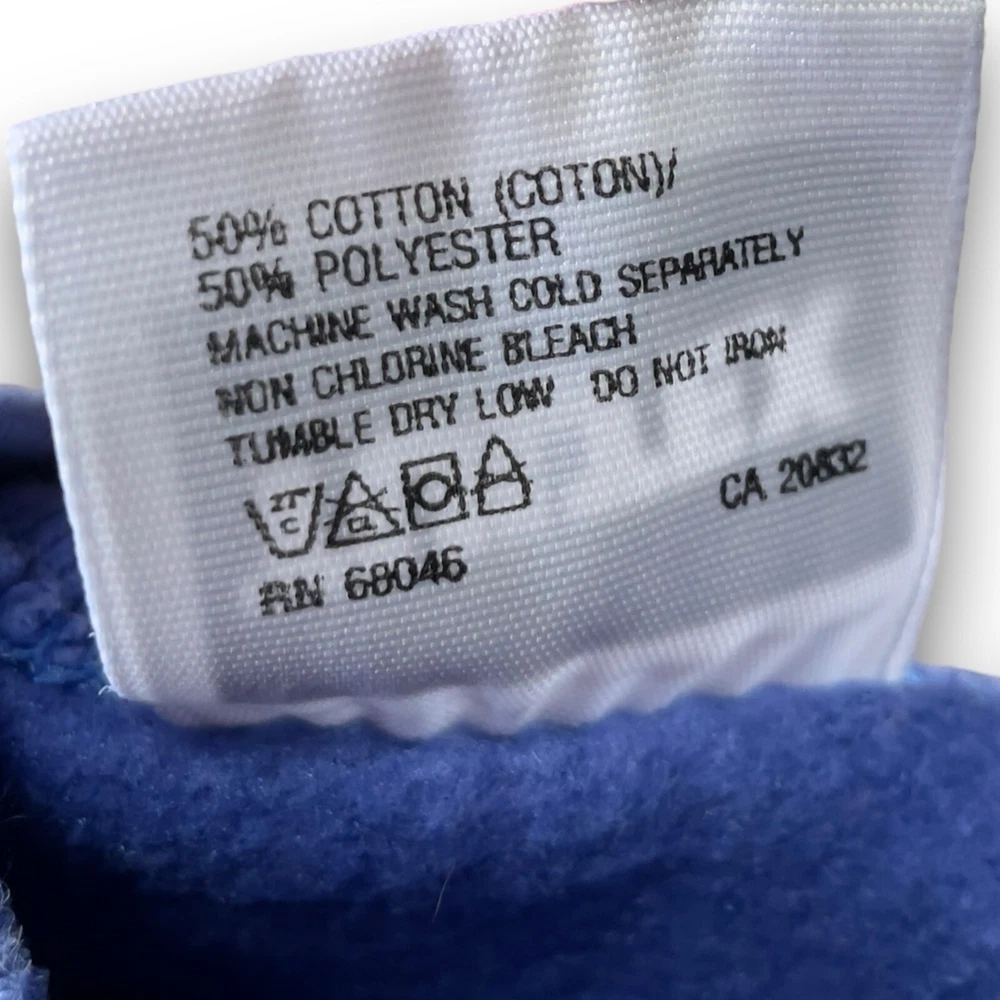 50% COTTON (COTON)/
50% POLYESTER
MACHINE WASH COLD SEPARATELY
NON CHLORINE BLEACH
TUMBLE DRY LOW DO NOT IRON
CL
CA 20832
RN 68046